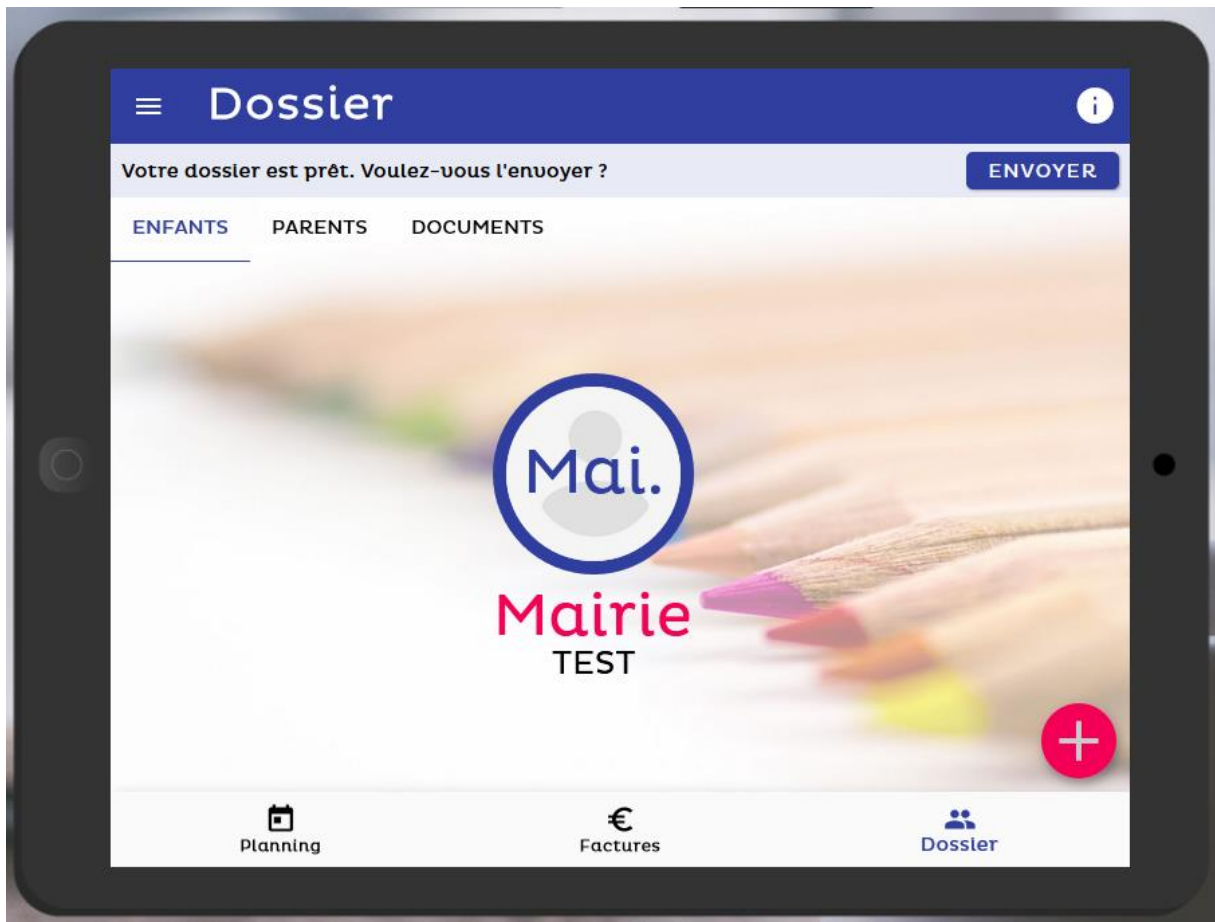 Dossier
Votre dossier est prêt. Voulez-vous l'envoyer ?
ENVOYER
ENFANTS PARENTS DOCUMENTS
Mai.
Mairie
TEST
Planning
Factures
Dossier